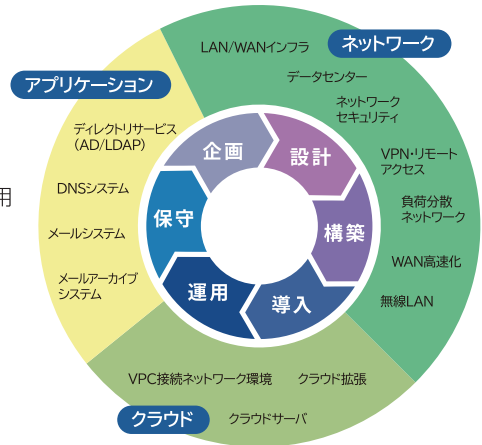 ネットワーク
LAN/WANインフラ
データセンター
ネットワーク
セキュリティ
VPN・リモート
アクセス
負荷分散
ネットワーク
WAN高速化
無線LAN
アプリケーション
ディレクトリサービス
(AD/LDAP)
DNSシステム
メールシステム
メールアーカイブ
システム
用
企画
設計
構築
導入
運用
保守
VPC接続ネットワーク環境
クラウド拡張
クラウドサーバ
クラウド